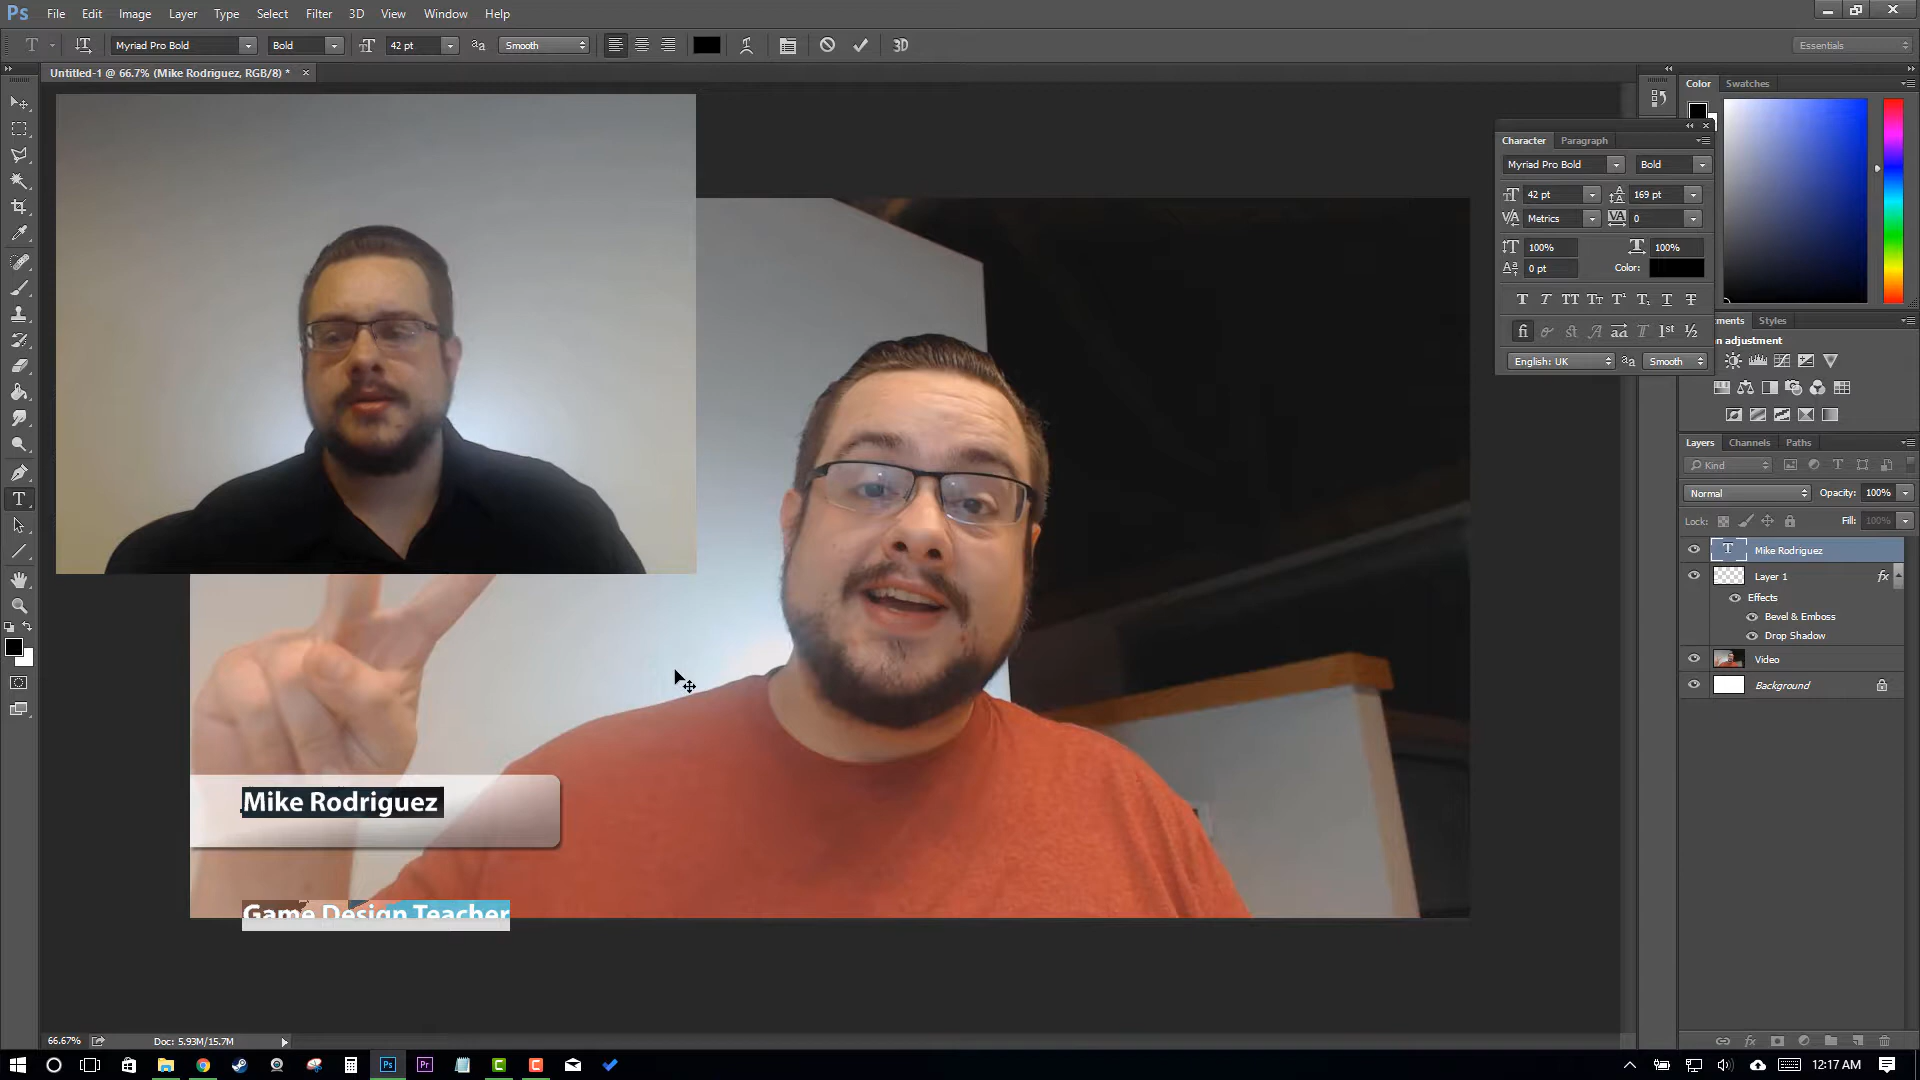 Ps File Edit Image Layer Type Select Filter 3D View Window Help
T Myriad Pro Bold Bold 42 pt Smooth 3D Essentials
Untitled-1 @ 66.7% (Mike Rodriguez, RGB/8) * ×
Color Swatches
Character Paragraph
Myriad Pro Bold Bold
42 pt 169 pt
Metrics 0
100% 100%
0 pt Color:
English: UK Smooth
ments Styles
n adjustment
Layers Channels Paths
Kind
Normal Opacity: 100%
Lock: Fill: 100%
Mike Rodriguez
Layer 1 fx
Effects
Bevel & Emboss
Drop Shadow
Video
Background
Mike Rodriguez
Game Design Teacher
66.67% Doc: 5.93M/15.7M
Ps Pr 12:17 AM